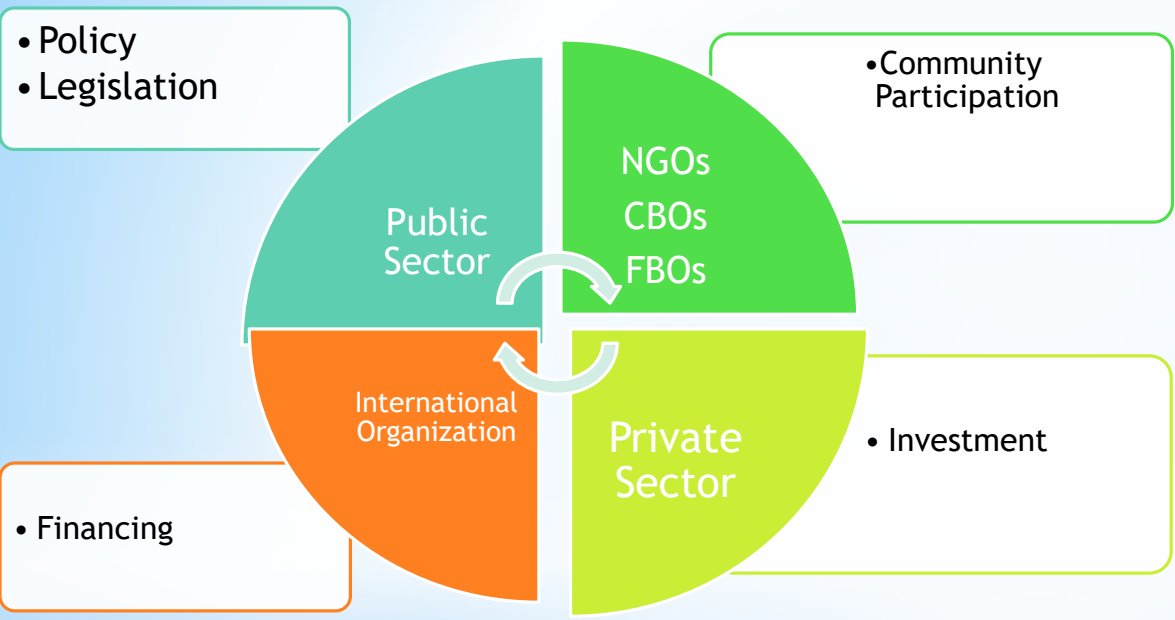 • Policy
• Legislation
Public
Sector
NGOs
CBOs
FBOs
•Community
Participation
International
Organization
• Financing
Private
Sector
• Investment